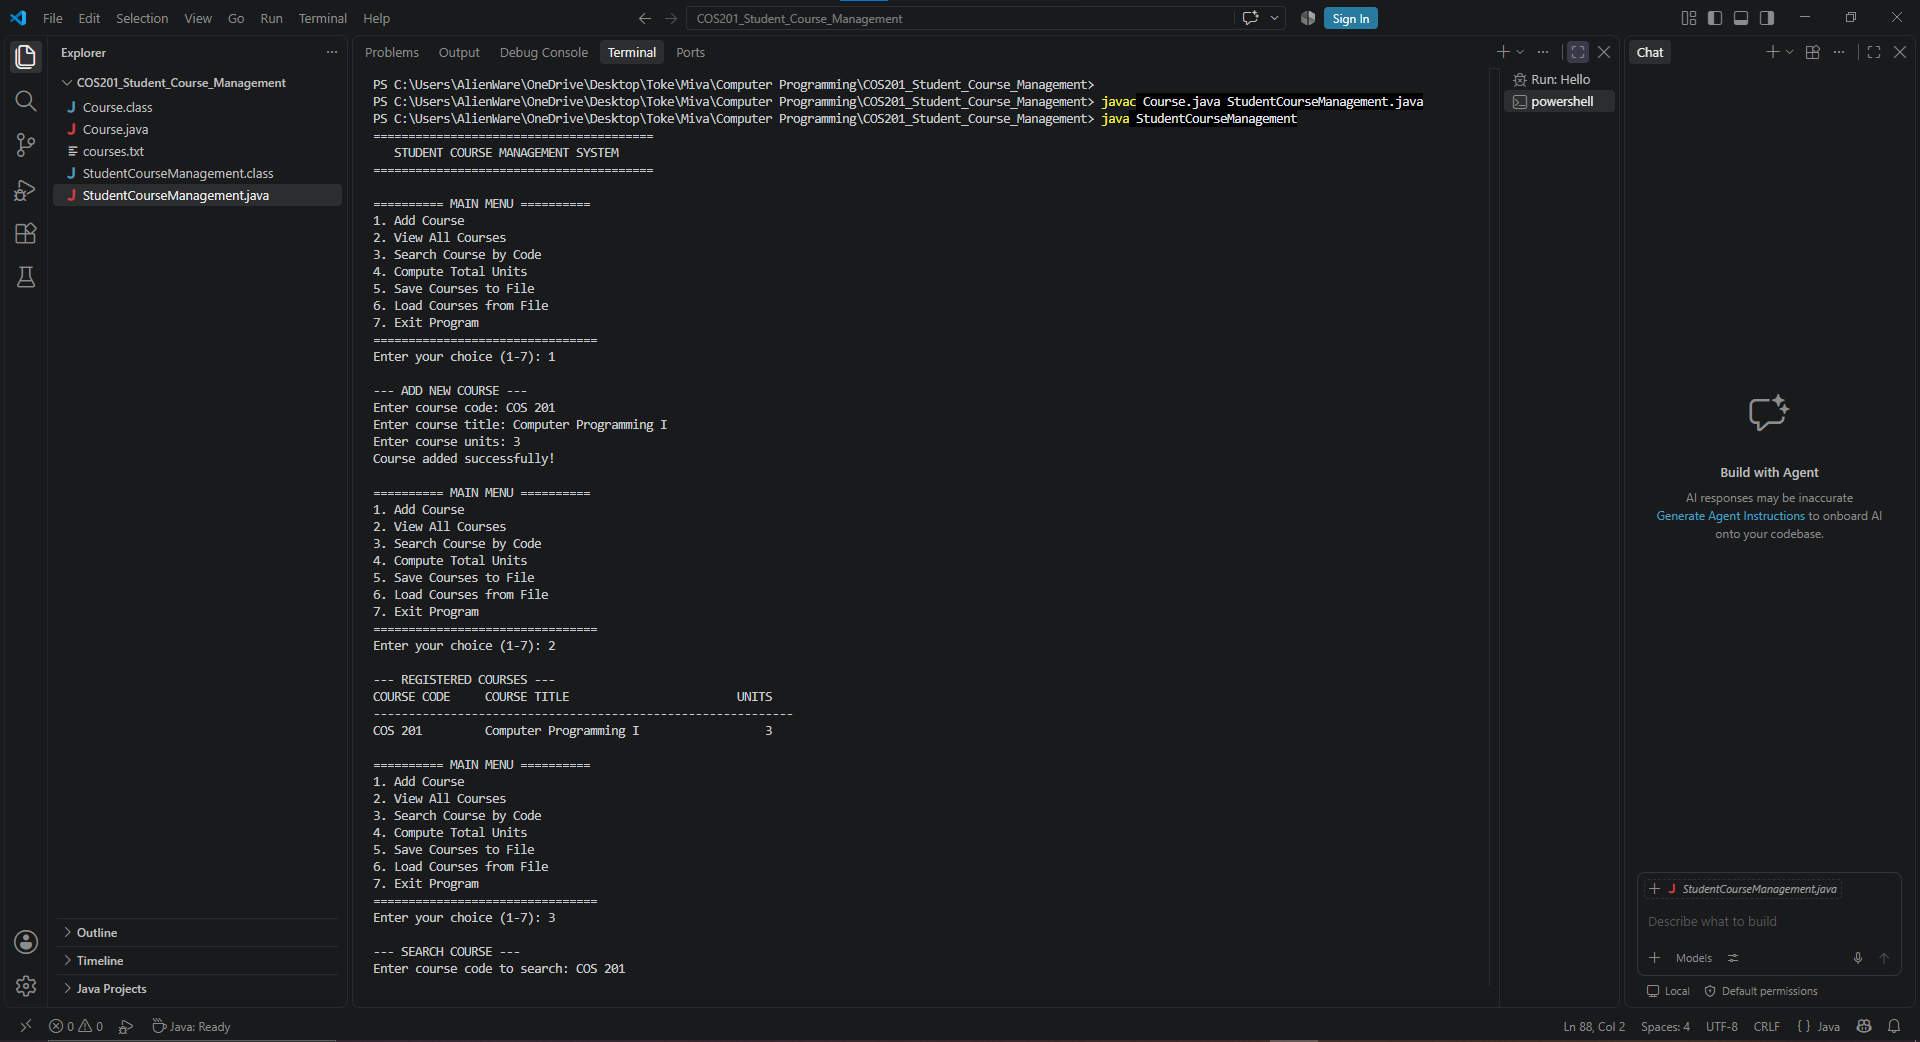 File Edit Selection View Go Run Terminal Help
COS201_Student_Course_Management
Sign In
Explorer
COS201_Student_Course_Management
Course.class
Course.java
courses.txt
StudentCourseManagement.class
StudentCourseManagement.java
Outline
Timeline
Java Projects
Problems Output Debug Console Terminal Ports
PS C:\Users\AlienWare\OneDrive\Desktop\Toke\Miva\Computer Programming\COS201_Student_Course_Management>
PS C:\Users\AlienWare\OneDrive\Desktop\Toke\Miva\Computer Programming\COS201_Student_Course_Management> javac Course.java StudentCourseManagement.java
PS C:\Users\AlienWare\OneDrive\Desktop\Toke\Miva\Computer Programming\COS201_Student_Course_Management> java StudentCourseManagement
========================================
STUDENT COURSE MANAGEMENT SYSTEM
========================================
========== MAIN MENU ==========
1. Add Course
2. View All Courses
3. Search Course by Code
4. Compute Total Units
5. Save Courses to File
6. Load Courses from File
7. Exit Program
================================
Enter your choice (1-7): 1
--- ADD NEW COURSE ---
Enter course code: COS 201
Enter course title: Computer Programming I
Enter course units: 3
Course added successfully!
========== MAIN MENU ==========
1. Add Course
2. View All Courses
3. Search Course by Code
4. Compute Total Units
5. Save Courses to File
6. Load Courses from File
7. Exit Program
================================
Enter your choice (1-7): 2
--- REGISTERED COURSES ---
COURSE CODE COURSE TITLE UNITS
------------------------------------------------------------
COS 201 Computer Programming I 3
========== MAIN MENU ==========
1. Add Course
2. View All Courses
3. Search Course by Code
4. Compute Total Units
5. Save Courses to File
6. Load Courses from File
7. Exit Program
================================
Enter your choice (1-7): 3
--- SEARCH COURSE ---
Enter course code to search: COS 201
Run: Hello
powershell
Chat
Build with Agent
AI responses may be inaccurate
Generate Agent Instructions to onboard AI
onto your codebase.
StudentCourseManagement.java
Describe what to build
Models
Local Default permissions
0 0 Java: Ready
Ln 88, Col 2 Spaces: 4 UTF-8 CRLF { } Java